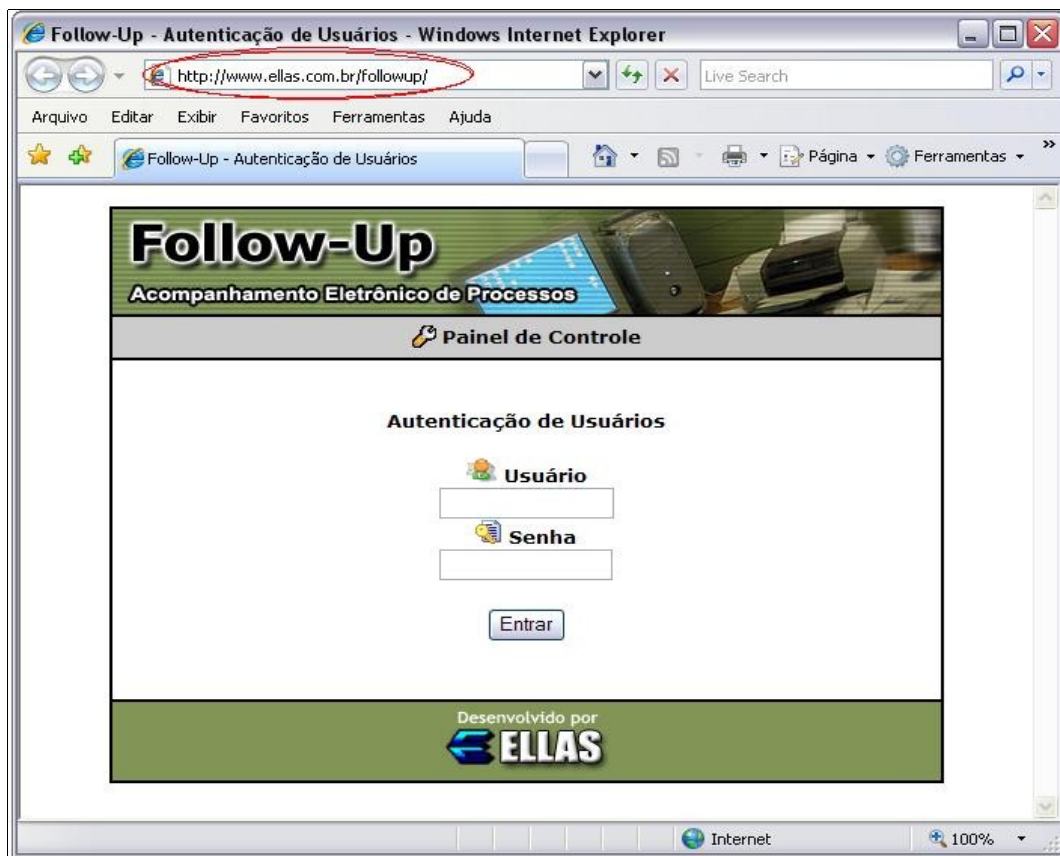 Follow-Up - Autenticação de Usuários - Windows Internet Explorer
http://www.ellas.com.br/followup/
Live Search
Arquivo Editar Exibir Favoritos Ferramentas Ajuda
Follow-Up - Autenticação de Usuários
Página
Ferramentas
»
Follow-Up
Acompanhamento Eletrônico de Processos
Painel de Controle
Autenticação de Usuários
Usuário
Senha
Entrar
Desenvolvido por
ELLAS
Internet
100%